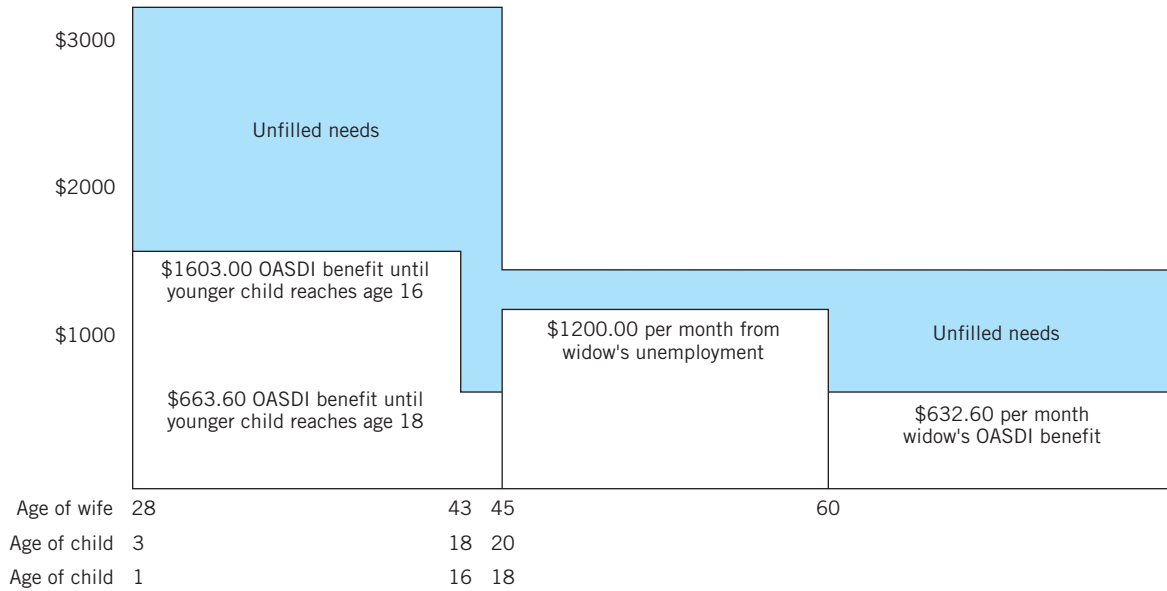 $3000
Unfilled needs
$2000
$1603.00 OASDI benefit until
younger child reaches age 16
$1000
$1200.00 per month from
widow's unemployment
Unfilled needs
$663.60 OASDI benefit until
younger child reaches age 18
$632.60 per month
widow's OASDI benefit
Age of wife 28 43 45 60
Age of child 3 18 20
Age of child 1 16 18